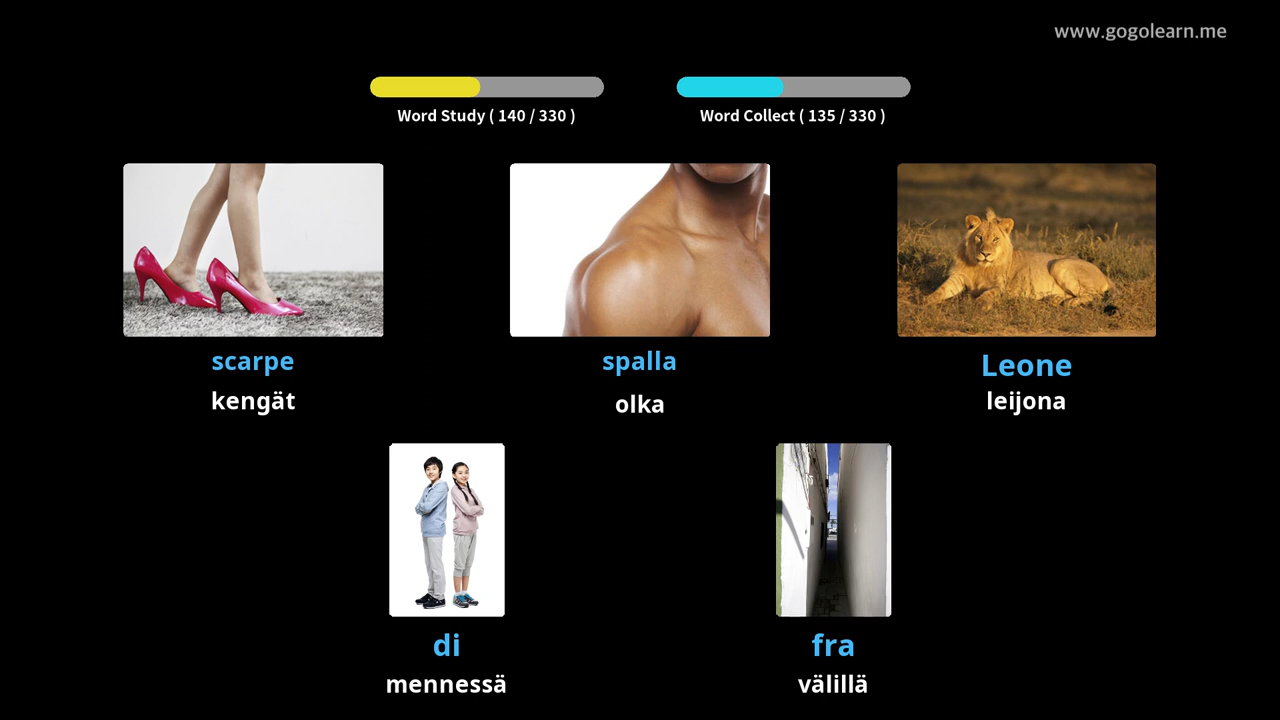 www.gogolearn.me
Word Study ( 140 / 330 )
Word Collect ( 135 / 330 )
scarpe
kengät
spalla
olka
Leone
leijona
di
mennessä
fra
välillä